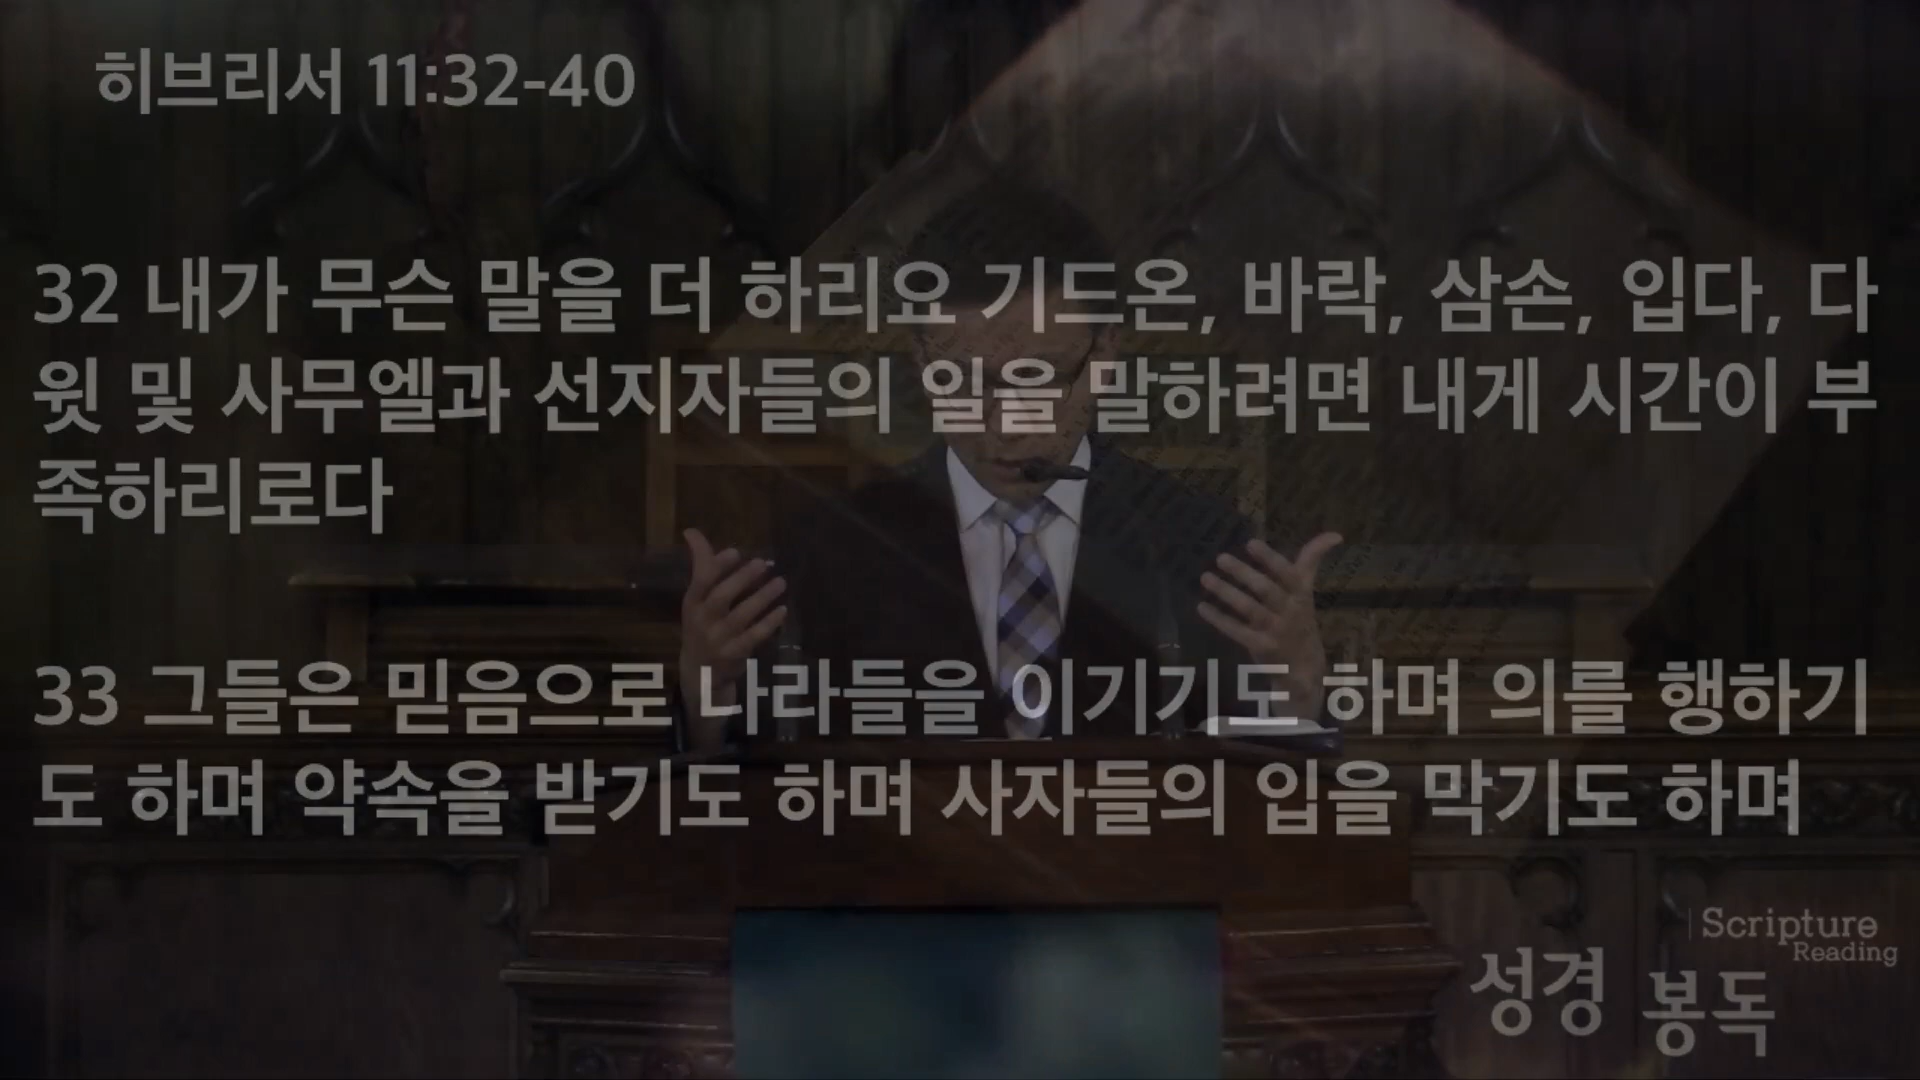 히브리서 11:32-40
32 내가 무슨 말을 더 하리요 기드온, 바락, 삼손, 입다, 다
윗 및 사무엘과 선지자들의 일을 말하려면 내게 시간이 부
족하리로다
33 그들은 믿음으로 나라들을 이기기도 하며 의를 행하기
도 하며 약속을 받기도 하며 사자들의 입을 막기도 하며
Scripture
Reading
성경 봉독